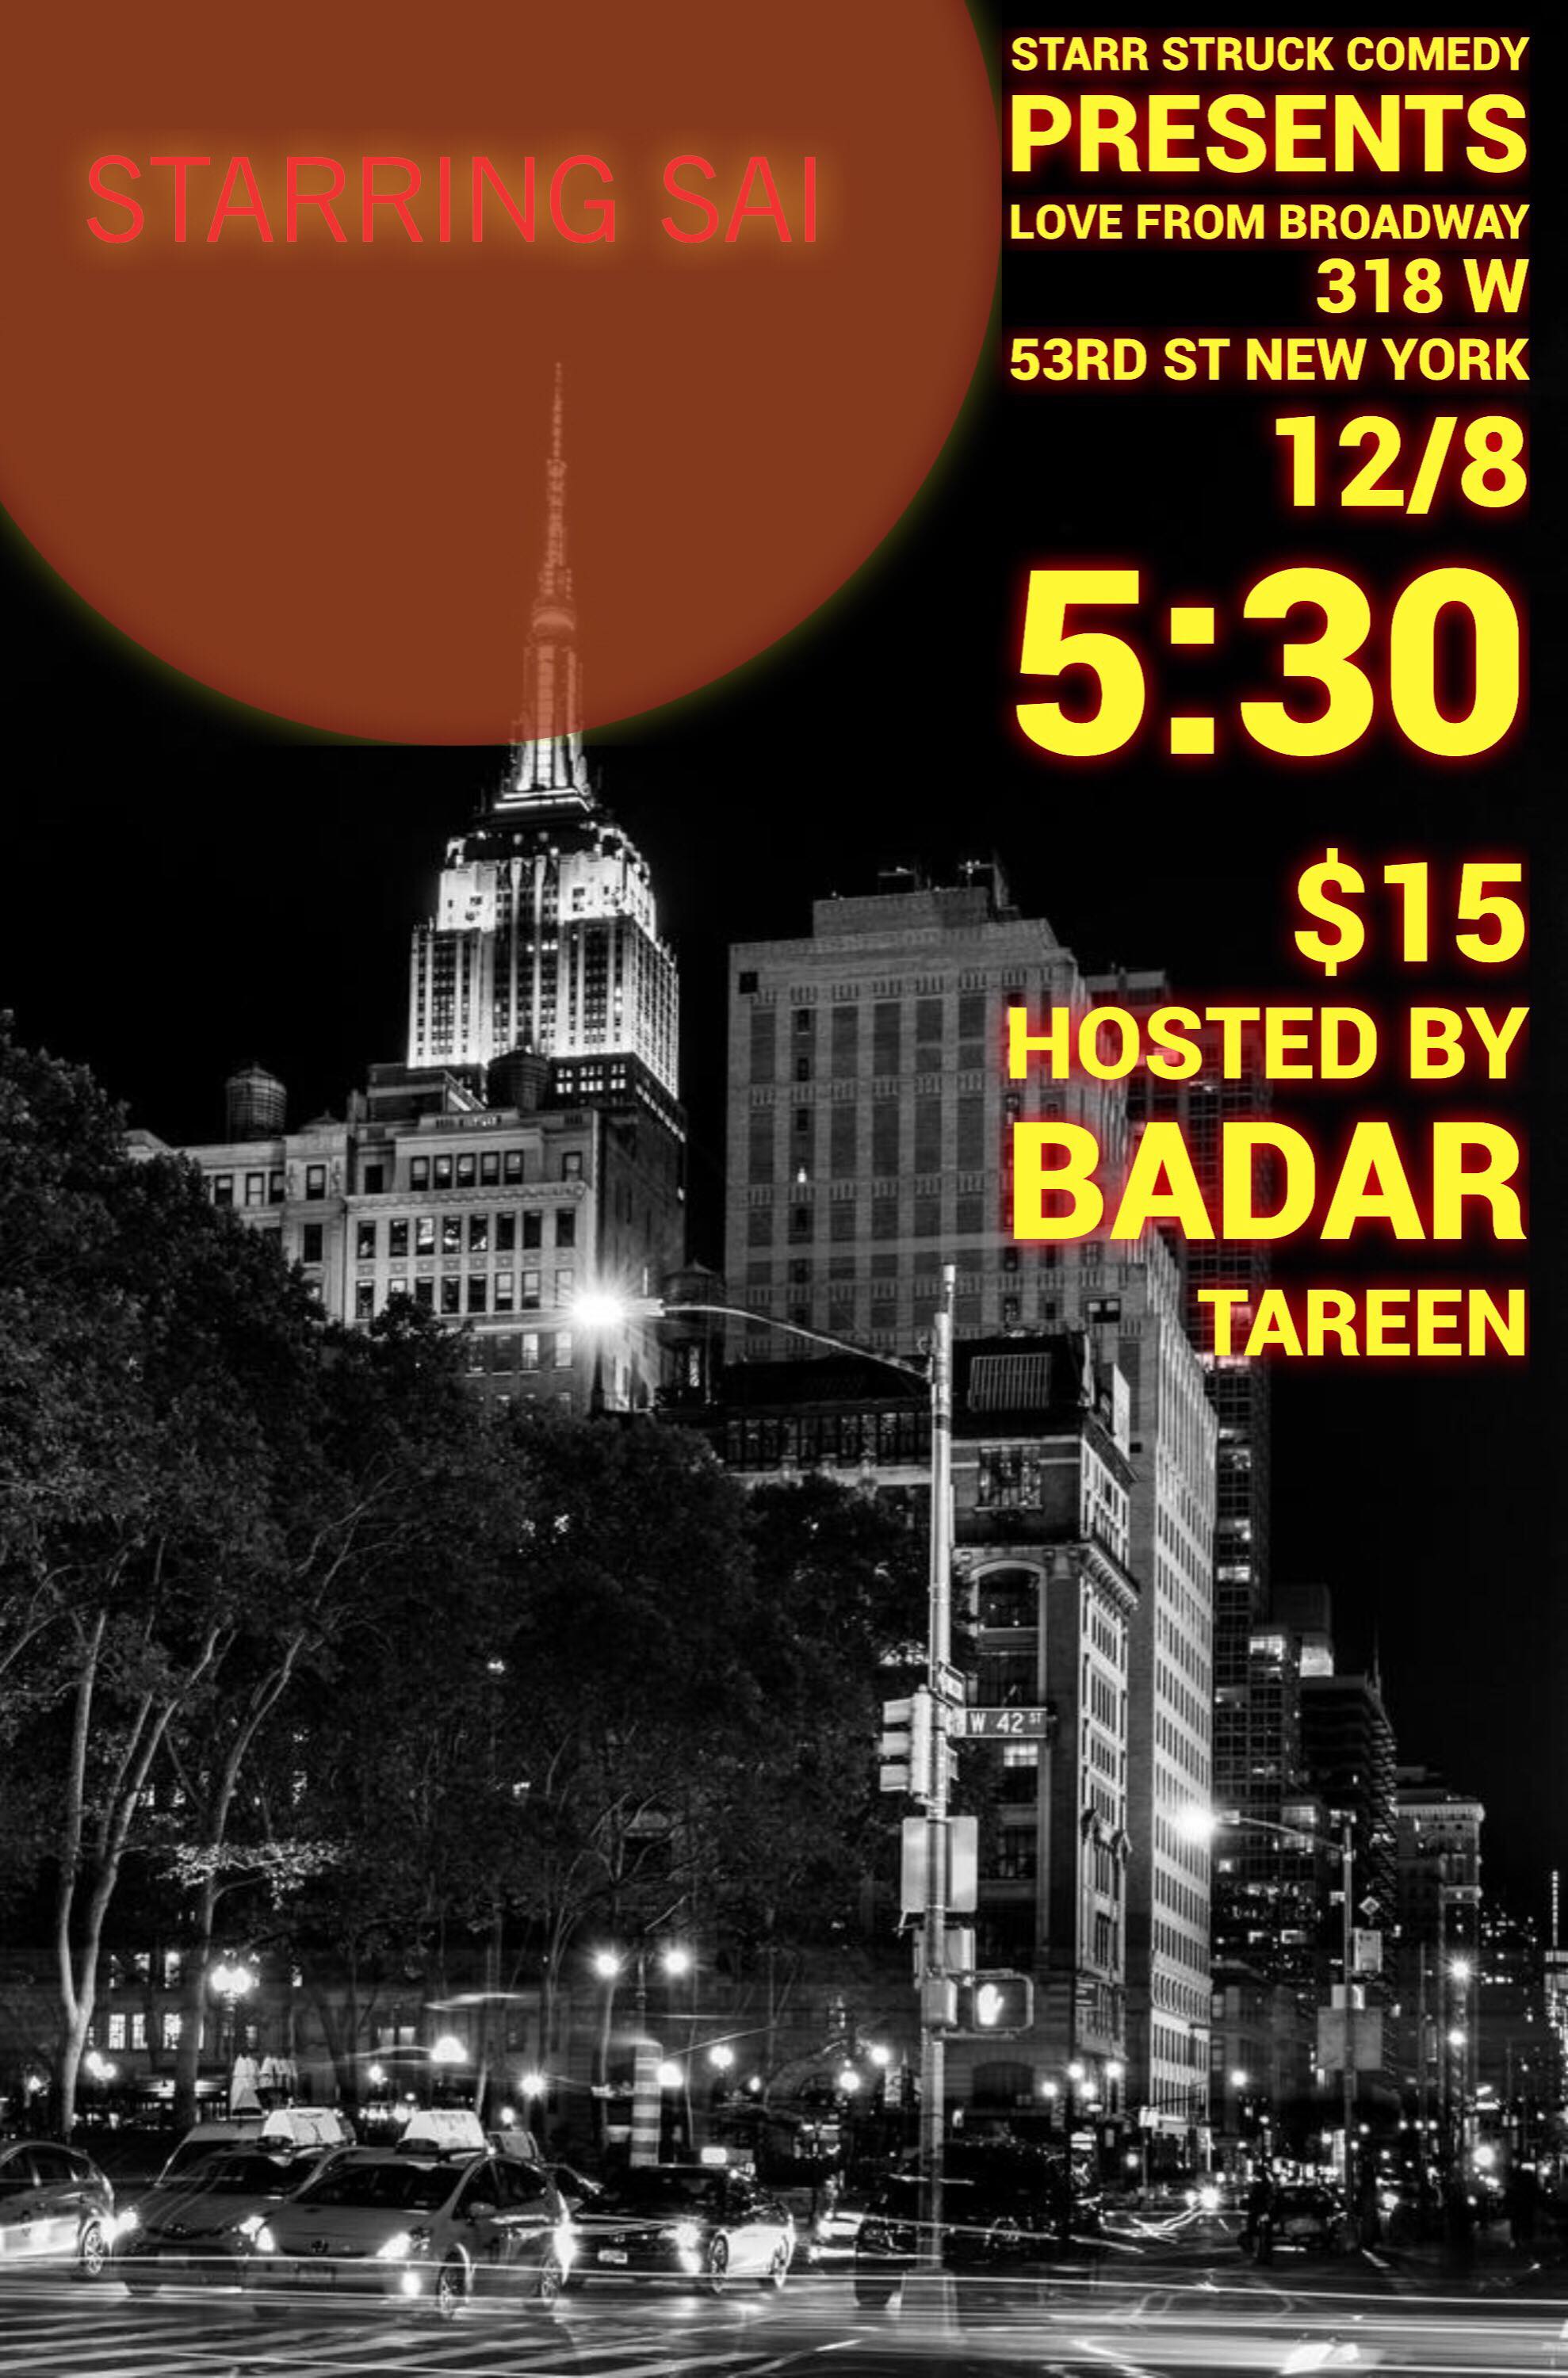 STARRING SAI
STARR STRUCK COMEDY
PRESENTS
LOVE FROM BROADWAY
318 W
53RD ST NEW YORK
12/8
5:30
$15
HOSTED BY
BADAR
TAREEN
W 42 ST